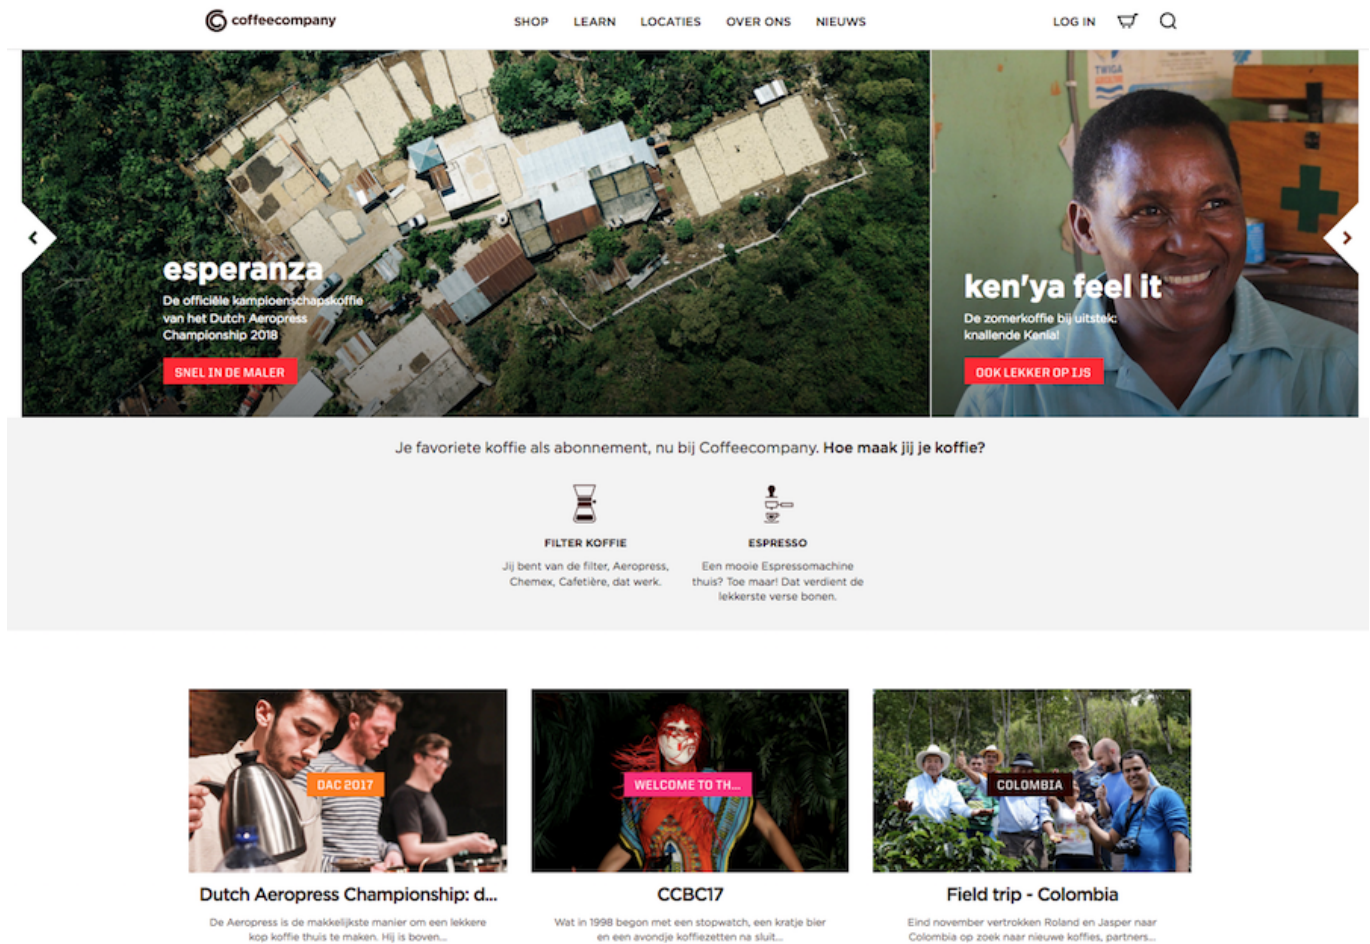 coffeecompany
SHOP LEARN LOCATIES OVER ONS NIEUWS
LOG IN
TWIGA
esperanza
De officiële kampioenschapskoffie
van het Dutch Aeropress
Championship 2018
SNEL IN DE MALER
ken'ya feel it
De zomerkoffie bij uitstek:
knallende Kenia!
OOK LEKKER OP IJS
Je favoriete koffie als abonnement, nu bij Coffeecompany. Hoe maak jij je koffie?
FILTER KOFFIE
Jij bent van de filter, Aeropress,
Chemex, Cafetière, dat werk.
ESPRESSO
Een mooie Espressomachine
thuis? Toe maar! Dat verdient de
lekkerste verse bonen.
DAC 2017
Dutch Aeropress Championship: d...
De Aeropress is de makkelijkste manier om een lekkere
kop koffie thuis te maken. Hij is boven...
WELCOME TO TH...
CCBC17
Wat in 1998 begon met een stopwatch, een kratje bier
en een avondje koffiezetten na sluit...
COLOMBIA
Field trip - Colombia
Eind november vertrokken Roland en Jasper naar
Colombia op zoek naar nieuwe koffies, partners...